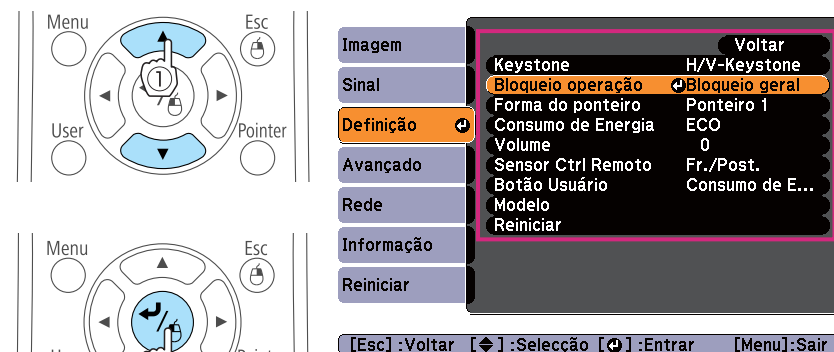 Menu
Esc
1
User
Pointer
Menu
Esc
Imagem
Sinal
Definição
Avançado
Rede
Informação
Reiniciar
Voltar
Keystone H/V-Keystone
Bloqueio operação Bloqueio geral
Forma do ponteiro Ponteiro 1
Consumo de Energia ECO
Volume 0
Sensor Ctrl Remoto Fr./Post.
Botão Usuário Consumo de E...
Modelo
Reiniciar
[Esc] :Voltar [◆] :Selecção [↵] :Entrar [Menu]:Sair